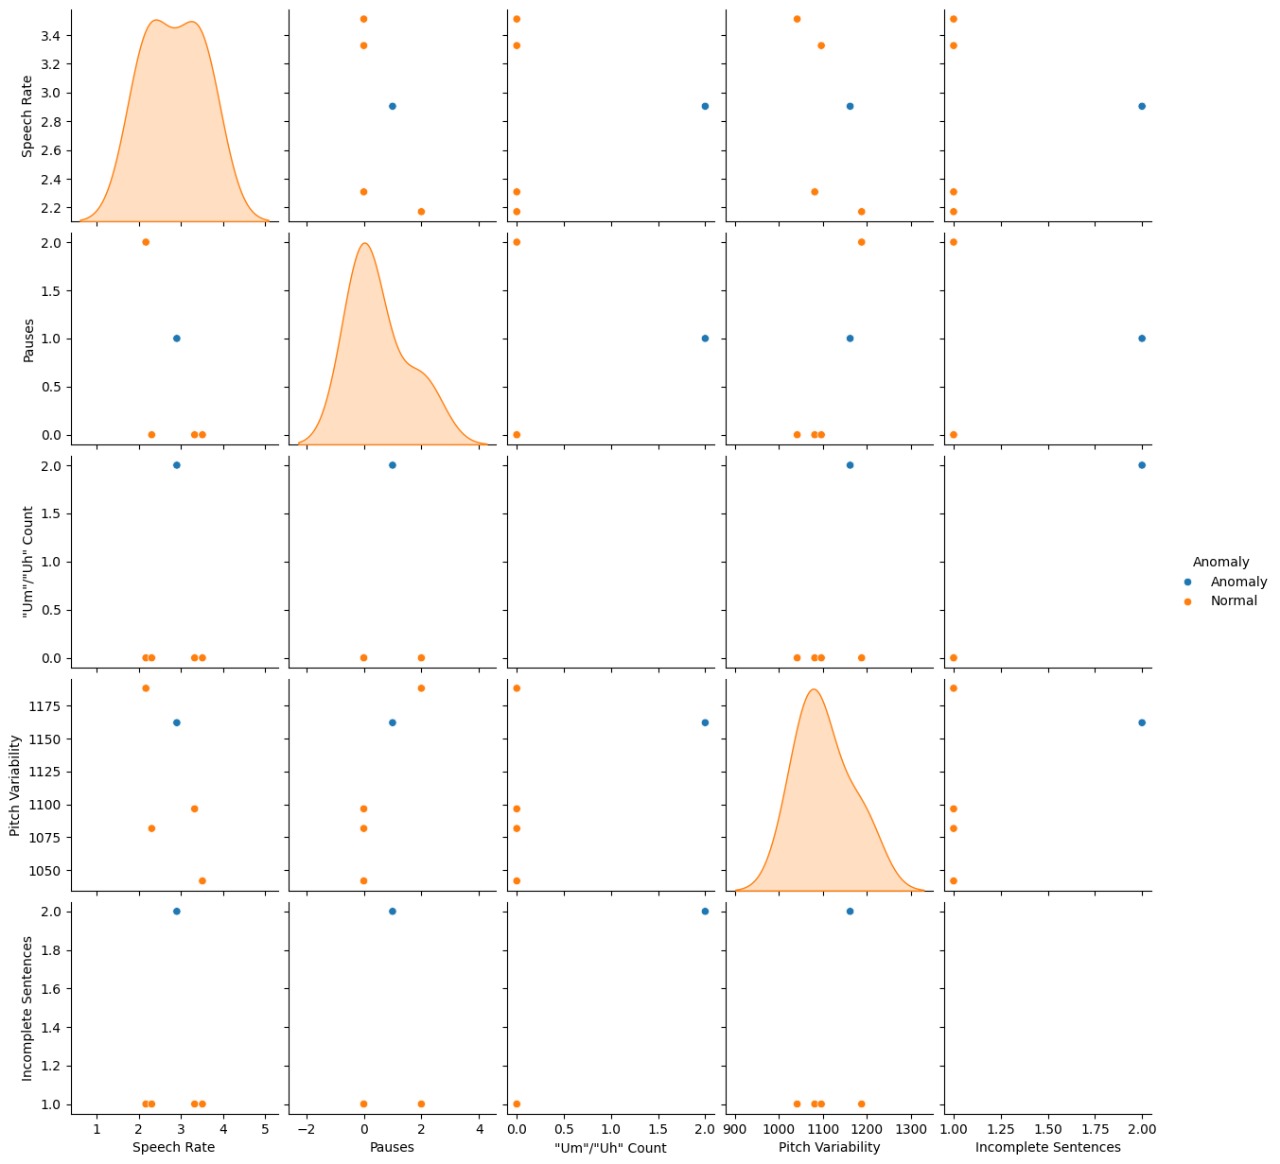 Speech Rate
3.4
3.2
3.0
2.8
2.6
2.4
2.2
Pauses
2.0
1.5
1.0
0.5
0.0
"Um"/"Uh" Count
2.0
1.5
1.0
0.5
0.0
Anomaly
Anomaly
Normal
Pitch Variability
1175
1150
1125
1100
1075
1050
Incomplete Sentences
2.0
1.8
1.6
1.4
1.2
1.0
1 2 3 4 5
Speech Rate
−2 0 2 4
Pauses
0.0 0.5 1.0 1.5 2.0
"Um"/"Uh" Count
900 1000 1100 1200 1300
Pitch Variability
1.00 1.25 1.50 1.75 2.00
Incomplete Sentences